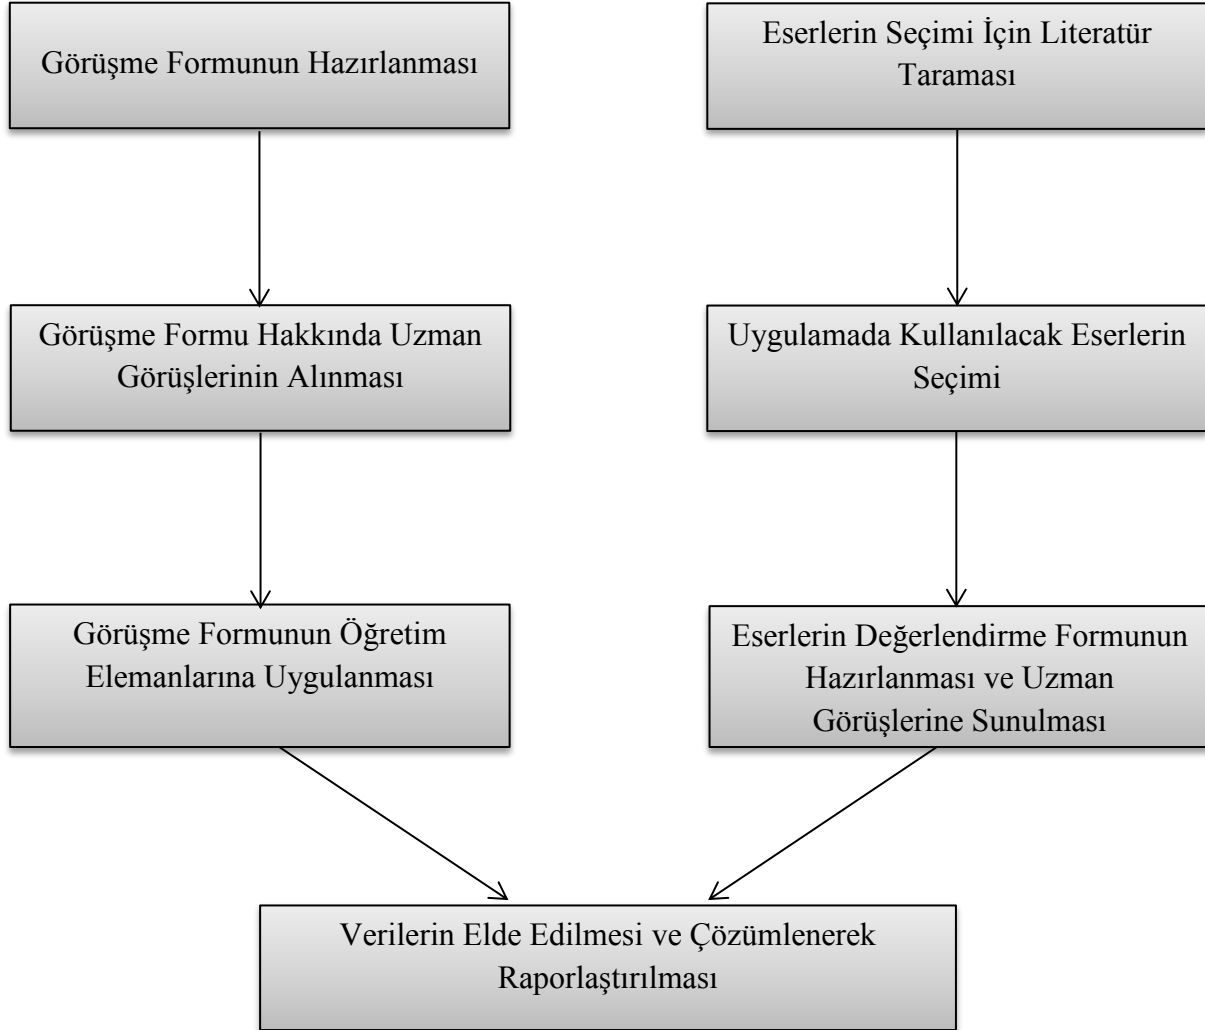 Görüşme Formunun Hazırlanması
Eserlerin Seçimi İçin Literatür
Taraması
Görüşme Formu Hakkında Uzman
Görüşlerinin Alınması
Uygulamada Kullanılacak Eserlerin
Seçimi
Görüşme Formunun Öğretim
Elemanlarına Uygulanması
Eserlerin Değerlendirme Formunun
Hazırlanması ve Uzman
Görüşlerine Sunulması
Verilerin Elde Edilmesi ve Çözümlenerek
Raporlaştırılması